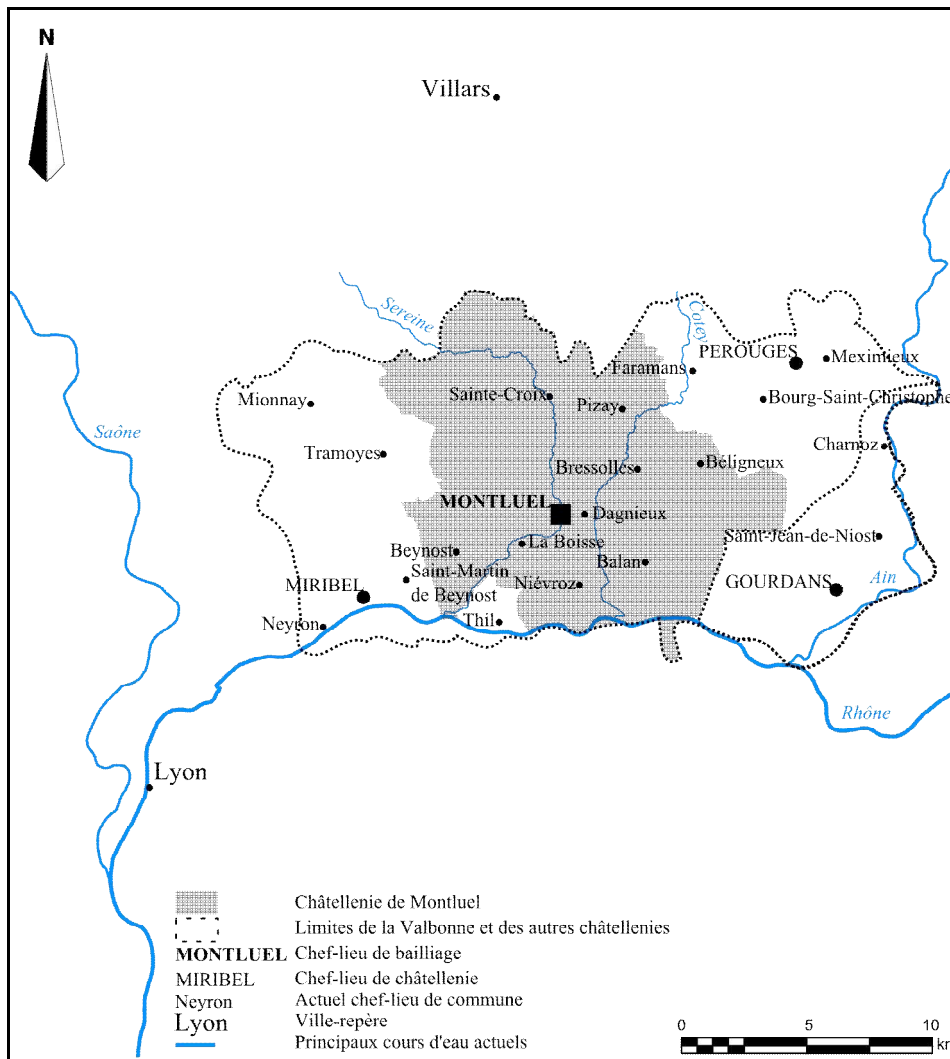 N
Villars
Sereine
Cotey
PEROUGES
Meximieux
Faramans
Mionnay
Sainte-Croix
Pizay
Bourg-Saint-Christophe
Saône
Tramoyes
Charnoz
Bressolles
Béligneux
MONTLUEL
Dagnieux
La Boisse
Saint-Jean-de-Niost
Beynost
Balan
MIRIBEL
Saint-Martin
de Beynost
Niévroz
GOURDANS
Ain
Neyron
Thil
Rhône
Lyon
Châtellenie de Montluel
Limites de la Valbonne et des autres châtellenies
MONTLUEL Chef-lieu de bailliage
MIRIBEL Chef-lieu de châtellenie
Neyron Actuel chef-lieu de commune
Lyon Ville-repère
Principaux cours d'eau actuels
0 5 10
km